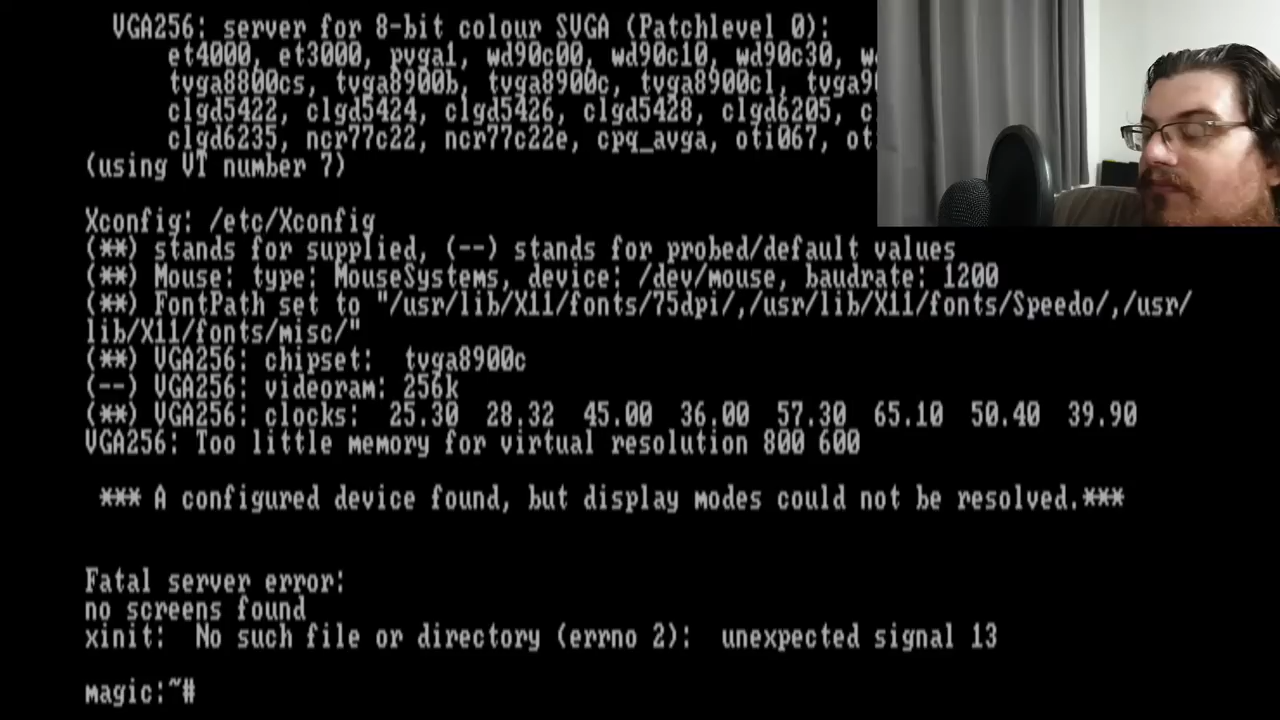 VGA256: server for 8-bit colour SVGA (Patchlevel 0):
et4000, et3000, pvga1, wd90c00, wd90c10, wd90c30,
tvga8800cs, tvga8900b, tvga8900c, tvga8900cl,
clgd5422, clgd5424, clgd5426, clgd5428, clgd6205,
clgd6235, ncr77c22, ncr77c22e, cpq_avga, oti067,
(using VT number 7)
Xconfig: /etc/Xconfig
(**) stands for supplied, (--) stands for probed/default values
(**) Mouse: type: MouseSystems, device: /dev/mouse, baudrate: 1200
(**) FontPath set to "/usr/lib/X11/fonts/75dpi/,/usr/lib/X11/fonts/Speedo/,/usr/
lib/X11/fonts/misc/"
(**) VGA256: chipset:  tvga8900c
(--) VGA256: videoram: 256k
(**) VGA256: clocks:  25.30  28.32  45.00  36.00  57.30  65.10  50.40  39.90
VGA256: Too little memory for virtual resolution 800 600
*** A configured device found, but display modes could not be resolved.***
Fatal server error:
no screens found
xinit:  No such file or directory (errno 2):  unexpected signal 13
magic:~#